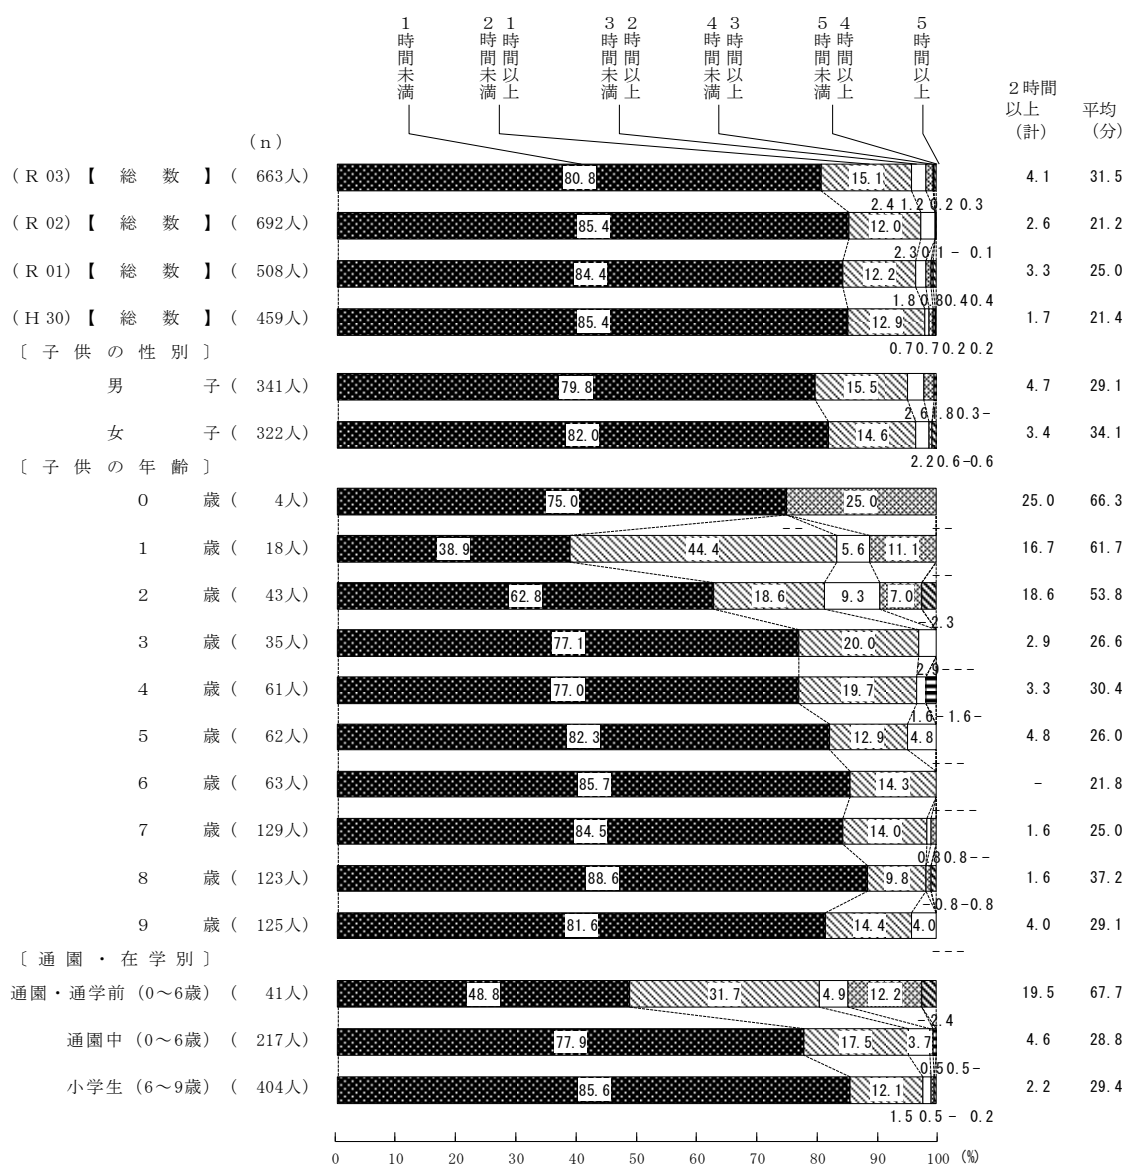 1時間未満
1時間以上2時間未満
2時間以上3時間未満
3時間以上4時間未満
4時間以上5時間未満
5時間以上
2時間以上(計)
平均(分)
(n)
(R03)【 総 数 】( 663人) 80.8 15.1 4.1 31.5
2.4 1.2 0.2 0.3
(R02)【 総 数 】( 692人) 85.4 12.0 2.6 21.2
2.3 0.1 - 0.1
(R01)【 総 数 】( 508人) 84.4 12.2 3.3 25.0
1.8 0.8 0.4 0.4
(H30)【 総 数 】( 459人) 85.4 12.9 1.7 21.4
0.7 0.7 0.2 0.2
〔 子 供 の 性 別 〕
男 子( 341人) 79.8 15.5 4.7 29.1
2.6 1.8 0.3 -
女 子( 322人) 82.0 14.6 3.4 34.1
2.2 0.6 - 0.6
〔 子 供 の 年 齢 〕
0 歳( 4人) 75.0 25.0 25.0 66.3
- - - -
1 歳( 18人) 38.9 44.4 5.6 11.1 16.7 61.7
- -
2 歳( 43人) 62.8 18.6 9.3 7.0 18.6 53.8
- 2.3
3 歳( 35人) 77.1 20.0 2.9 26.6
2.9 - - -
4 歳( 61人) 77.0 19.7 3.3 30.4
1.6 - 1.6 -
5 歳( 62人) 82.3 12.9 4.8 4.8 26.0
- - -
6 歳( 63人) 85.7 14.3 - 21.8
- - - -
7 歳( 129人) 84.5 14.0 1.6 25.0
0.8 0.8 - -
8 歳( 123人) 88.6 9.8 1.6 37.2
- 0.8 - 0.8
9 歳( 125人) 81.6 14.4 4.0 4.0 29.1
- - -
〔 通 園 ・ 在 学 別 〕
通園・通学前(0~6歳)( 41人) 48.8 31.7 4.9 12.2 19.5 67.7
- 2.4
通園中(0~6歳)( 217人) 77.9 17.5 3.7 4.6 28.8
0.5 0.5 -
小学生(6~9歳)( 404人) 85.6 12.1 2.2 29.4
1.5 0.5 - 0.2
0 10 20 30 40 50 60 70 80 90 100 (%)